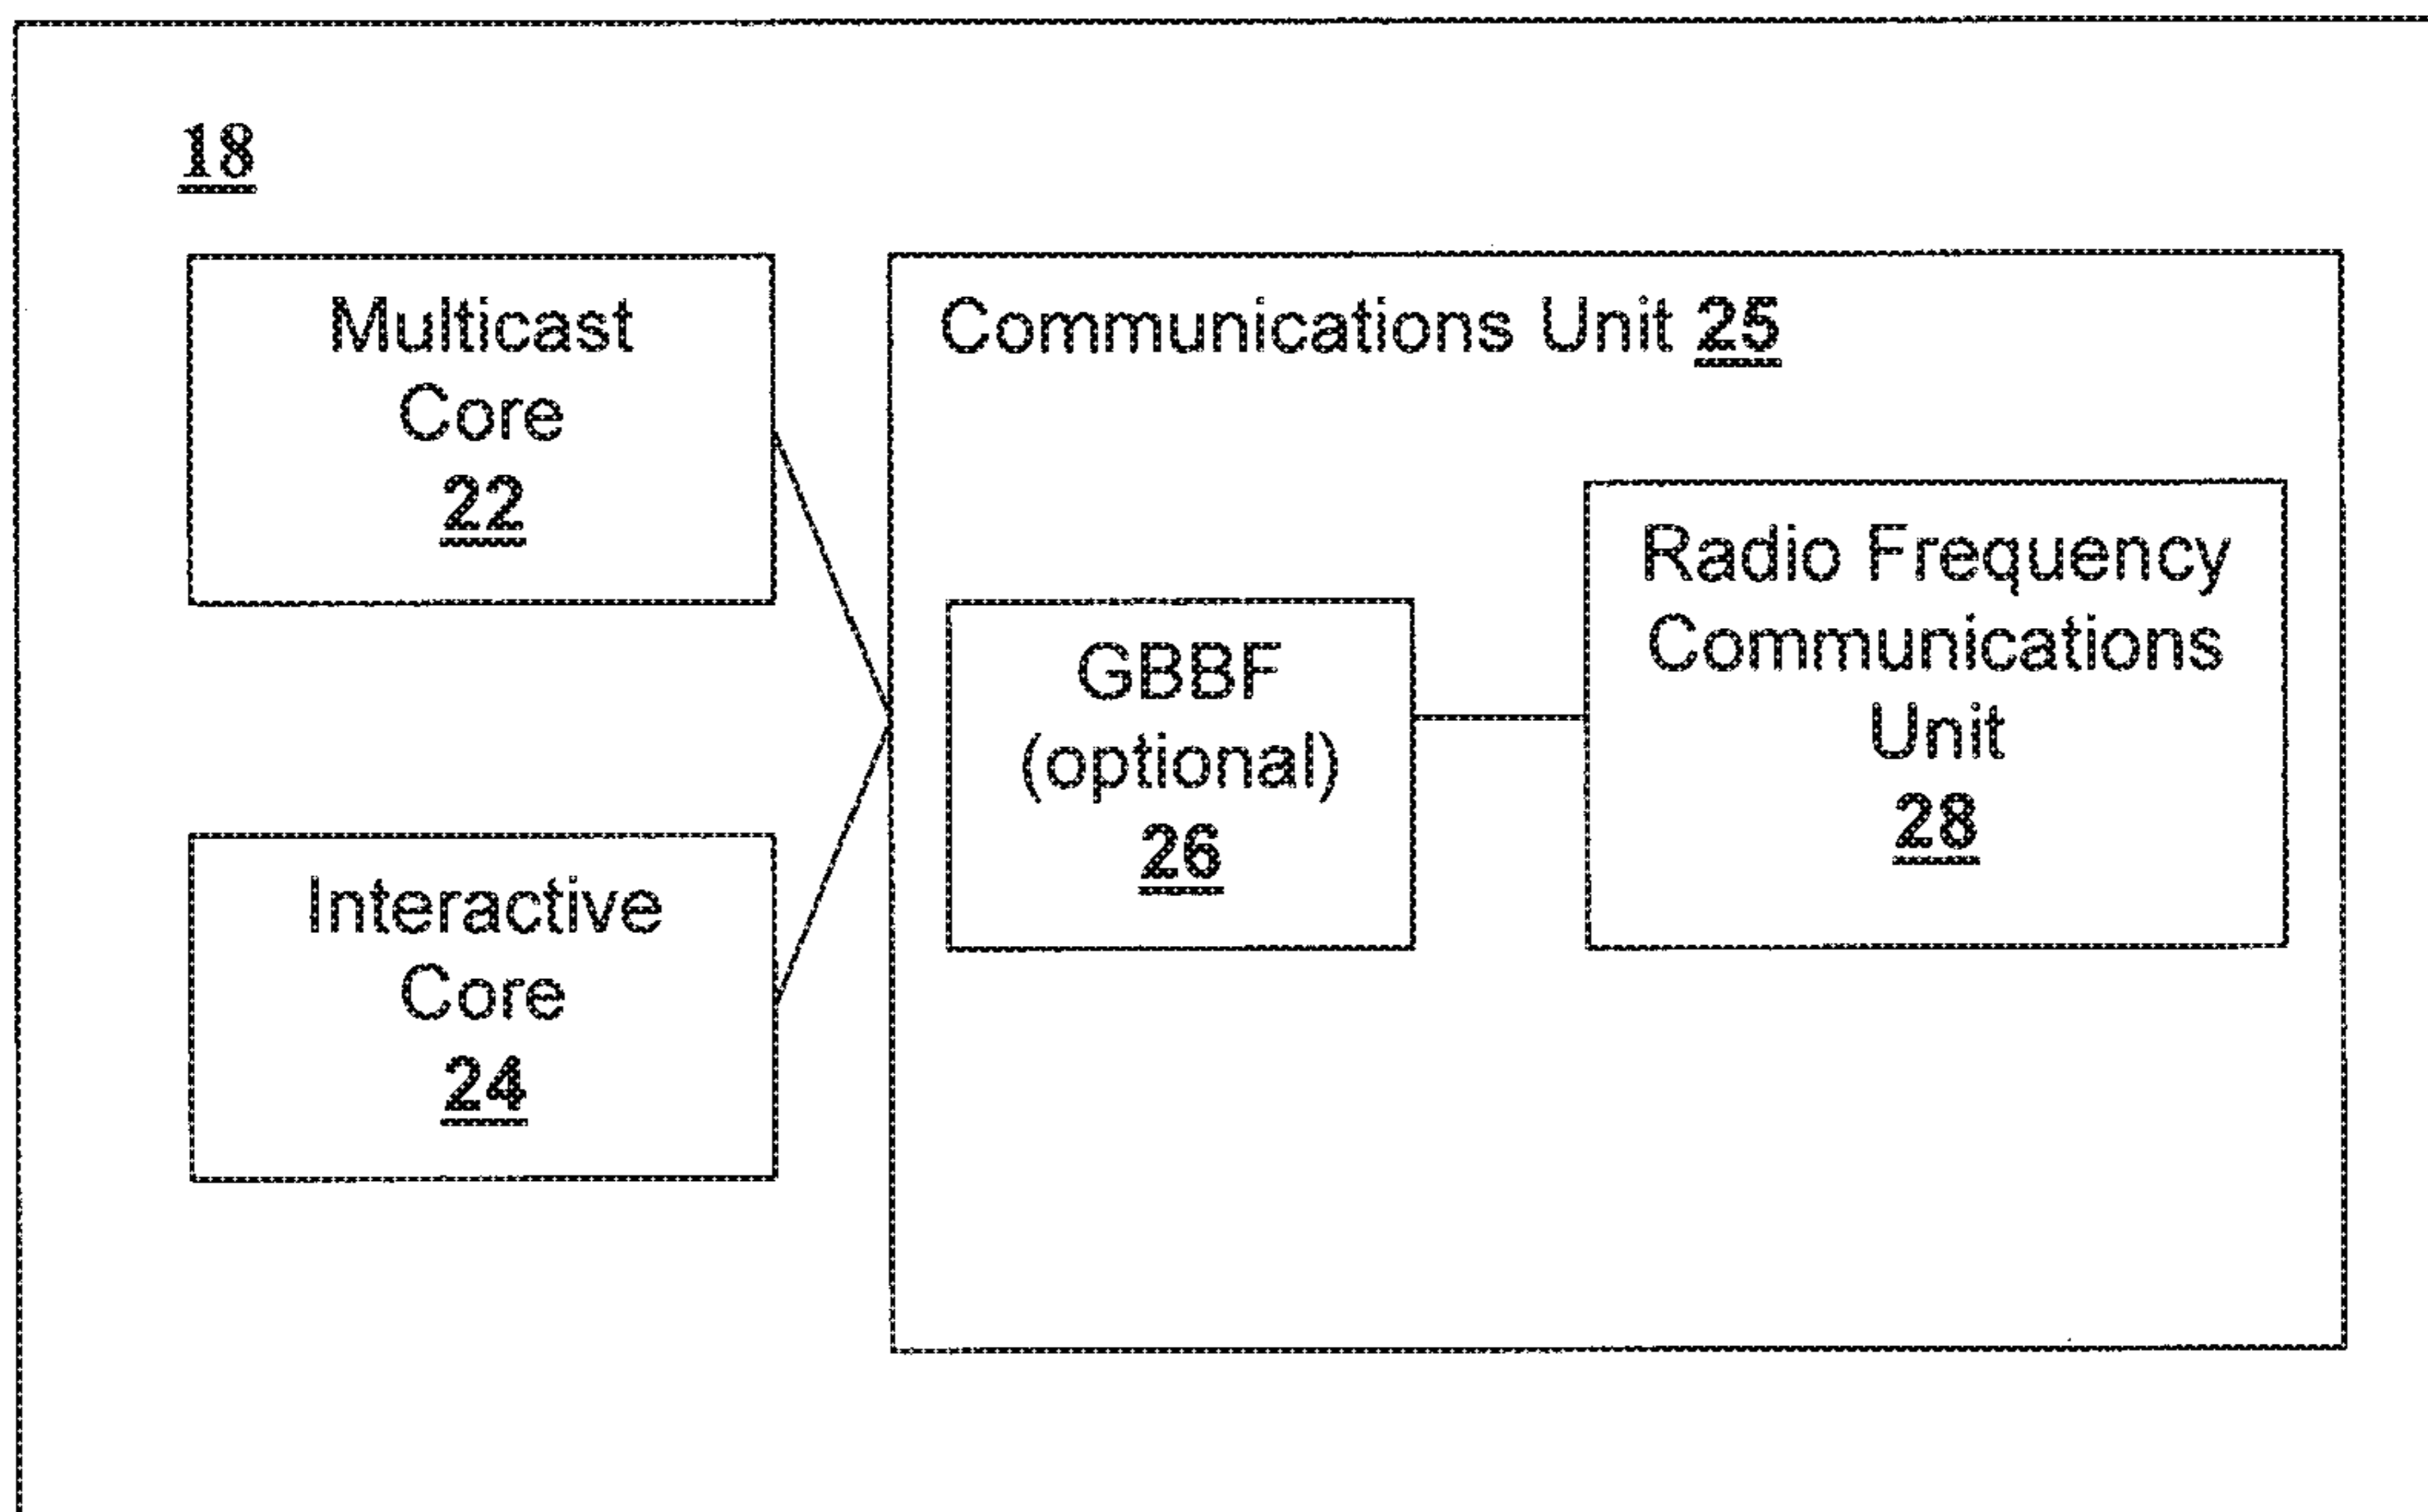 18
Multicast
Core
22
Communications Unit 25
Radio Frequency
Communications
Unit
28
GBBF
(optional)
26
Interactive
Core
24